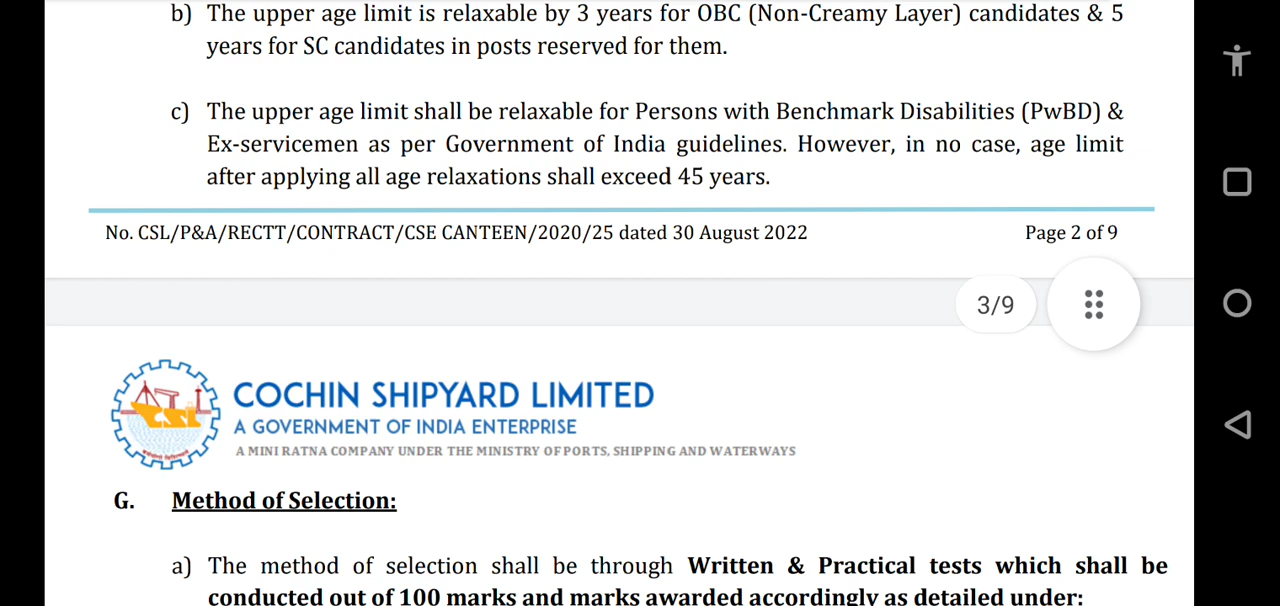 b) The upper age limit is relaxable by 3 years for OBC (Non-Creamy Layer) candidates & 5
years for SC candidates in posts reserved for them.
c) The upper age limit shall be relaxable for Persons with Benchmark Disabilities (PwBD) &
Ex-servicemen as per Government of India guidelines. However, in no case, age limit
after applying all age relaxations shall exceed 45 years.
No. CSL/P&A/RECTT/CONTRACT/CSE CANTEEN/2020/25 dated 30 August 2022 Page 2 of 9
3/9
COCHIN SHIPYARD LIMITED
A GOVERNMENT OF INDIA ENTERPRISE
A MINI RATNA COMPANY UNDER THE MINISTRY OF PORTS, SHIPPING AND WATERWAYS
G. Method of Selection:
a) The method of selection shall be through Written & Practical tests which shall be
conducted out of 100 marks and marks awarded accordingly as detailed under: